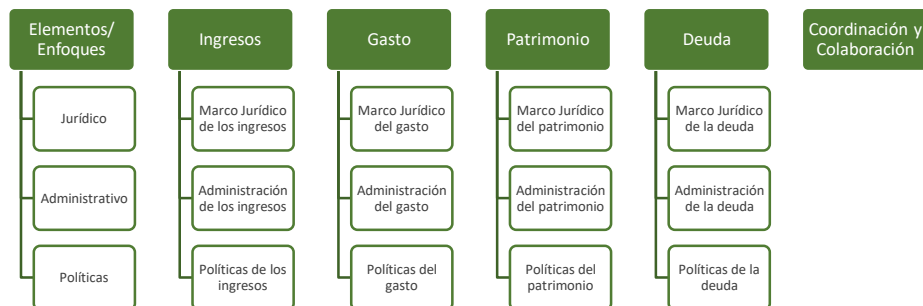 Elementos/
Enfoques
Jurídico
Administrativo
Políticas
Ingresos
Marco Jurídico
de los ingresos
Administración
de los ingresos
Políticas de los
ingresos
Gasto
Marco Jurídico
del gasto
Administración
del gasto
Políticas del
gasto
Patrimonio
Marco Jurídico
del patrimonio
Administración
del patrimonio
Políticas del
patrimonio
Deuda
Marco Jurídico
de la deuda
Administración
de la deuda
Políticas de la
deuda
Coordinación y
Colaboración